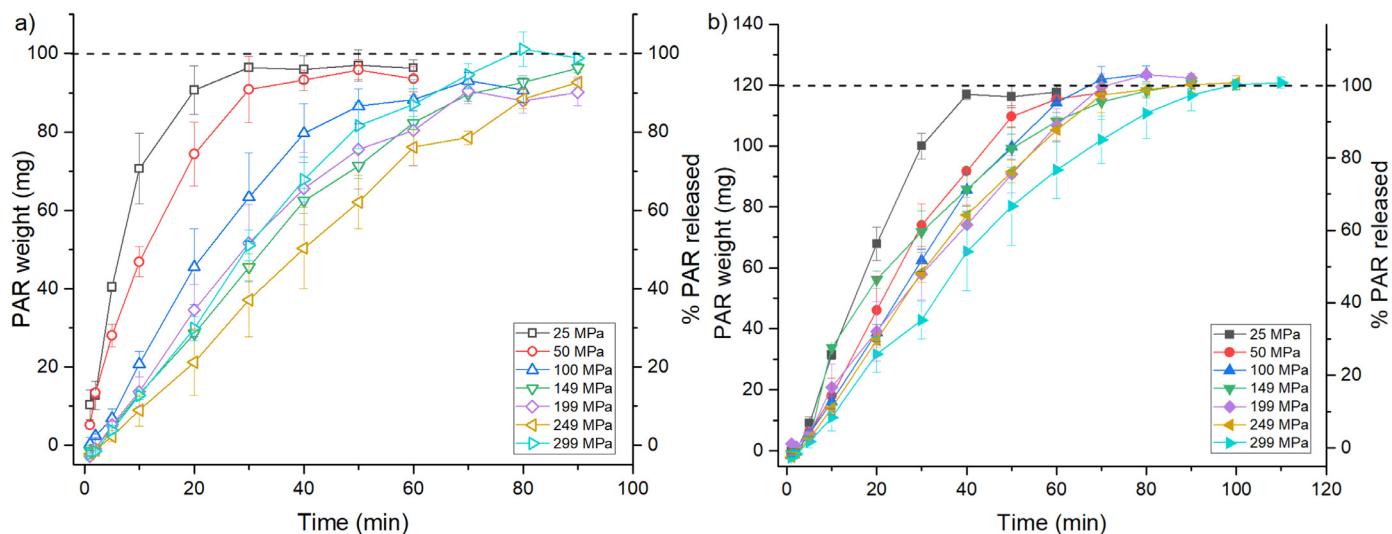 a)
PAR weight (mg)
100
80
60
40
20
0
0
20
40
60
80
100
Time (min)
100
80
60
40
20
0
% PAR released
25 MPa
50 MPa
100 MPa
149 MPa
199 MPa
249 MPa
299 MPa
b)
PAR weight (mg)
140
120
100
80
60
40
20
0
0
20
40
60
80
100
120
Time (min)
100
80
60
40
20
0
% PAR released
25 MPa
50 MPa
100 MPa
149 MPa
199 MPa
249 MPa
299 MPa